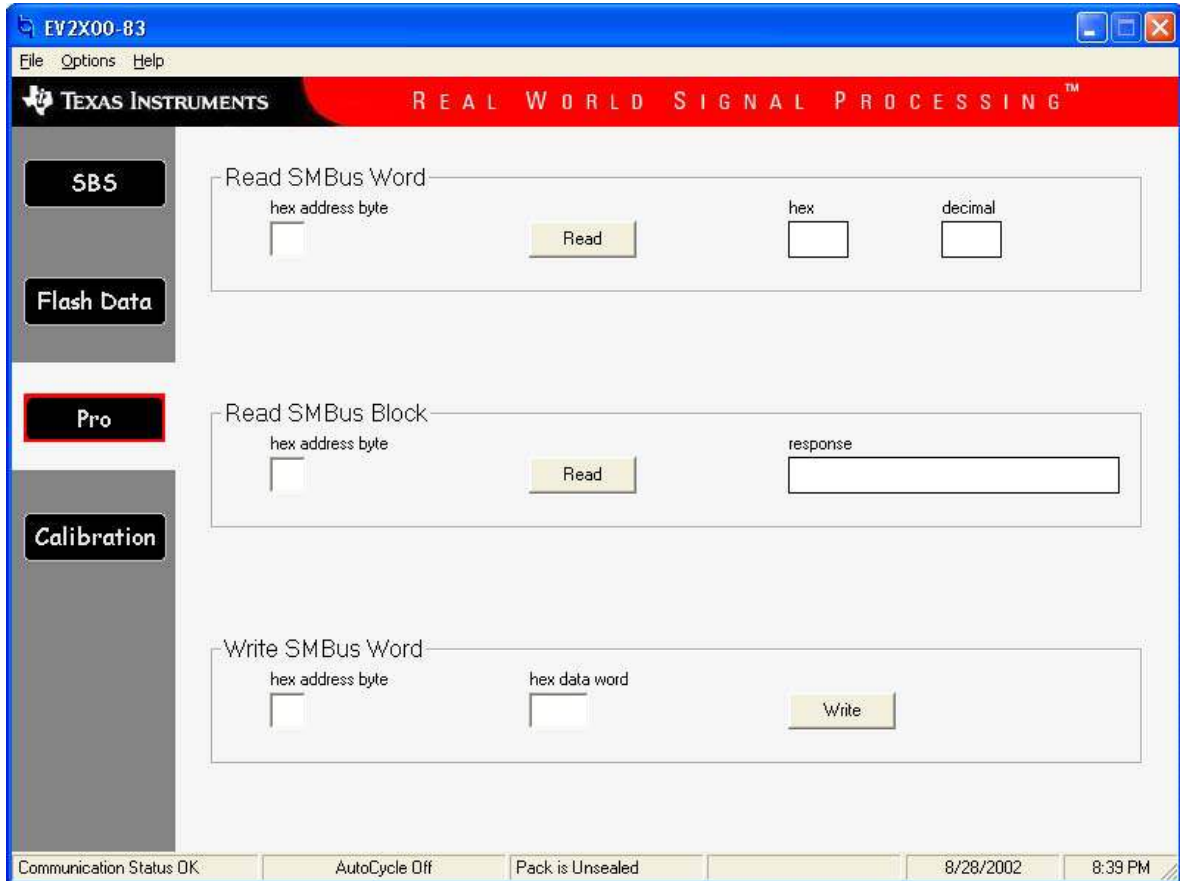 EV2X00-83
File Options Help
TEXAS INSTRUMENTS REAL WORLD SIGNAL PROCESSING™
SBS
Flash Data
Pro
Calibration
Read SMBus Word
hex address byte hex decimal
Read
Read SMBus Block
hex address byte response
Read
Write SMBus Word
hex address byte hex data word
Write
Communication Status OK AutoCycle Off Pack is Unsealed 8/28/2002 8:39 PM